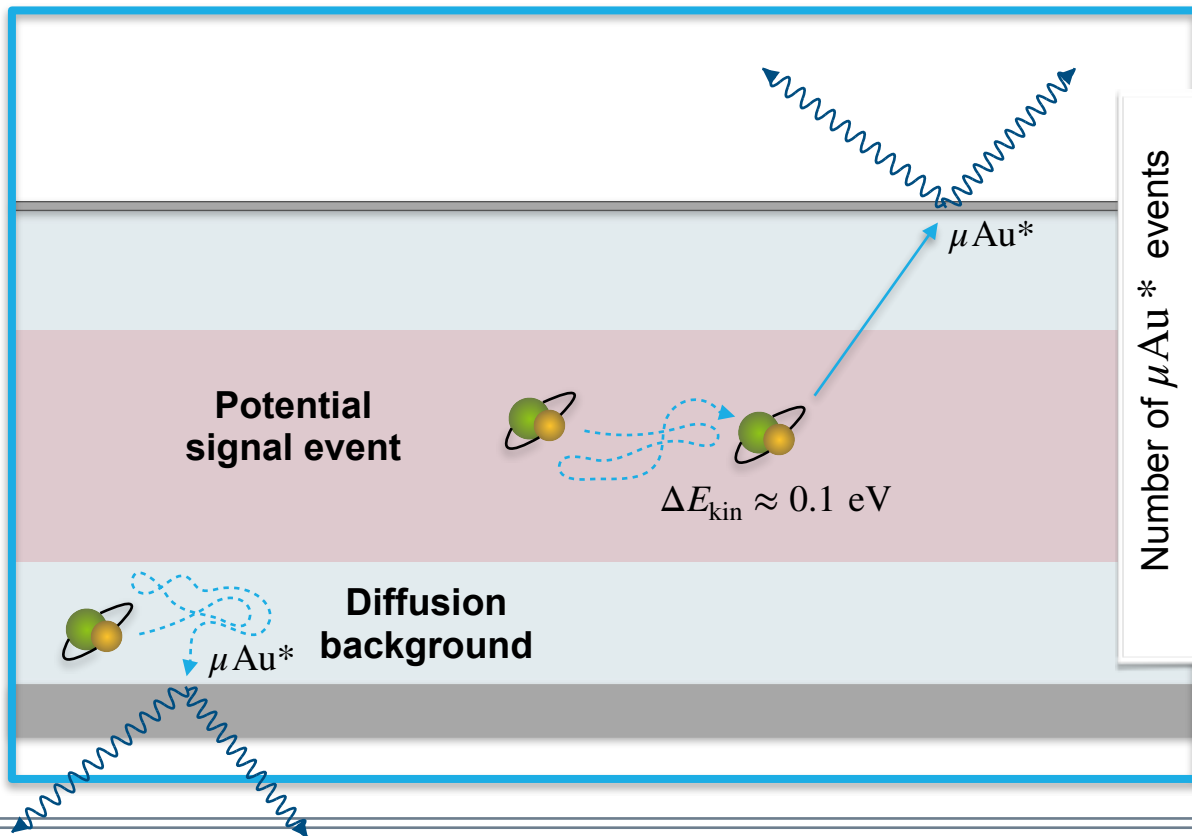 μAu*
Number of μAu * events
Potential
signal event
ΔE_kin ≈ 0.1 eV
Diffusion
background
μAu*